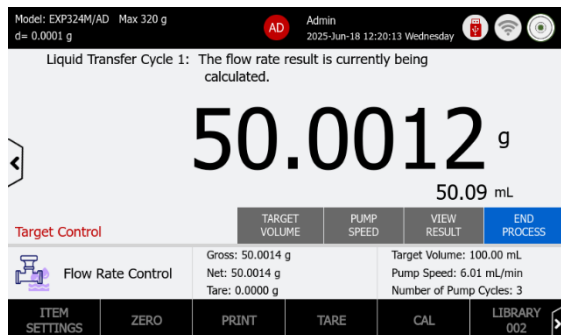 Model: EXP324M/AD Max 320 g
d= 0.0001 g
AD
Admin
2025-Jun-18 12:20:13 Wednesday
Liquid Transfer Cycle 1: The flow rate result is currently being
calculated.
50.0012 g
50.09 mL
Target Control
TARGET
VOLUME
PUMP
SPEED
VIEW
RESULT
END
PROCESS
Flow Rate Control
Gross: 50.0014 g
Net: 50.0014 g
Tare: 0.0000 g
Target Volume: 100.00 mL
Pump Speed: 6.01 mL/min
Number of Pump Cycles: 3
ITEM
SETTINGS
ZERO
PRINT
TARE
CAL
LIBRARY
002